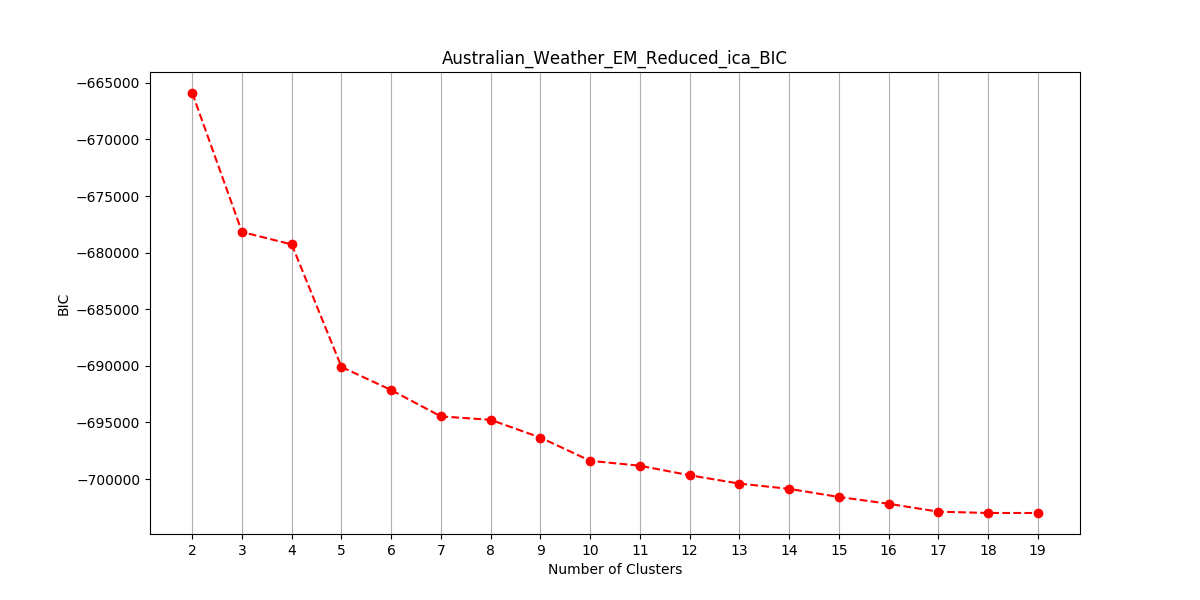 Australian_Weather_EM_Reduced_ica_BIC
−665000
−670000
−675000
−680000
−685000
−690000
−695000
−700000
BIC
2 3 4 5 6 7 8 9 10 11 12 13 14 15 16 17 18 19
Number of Clusters